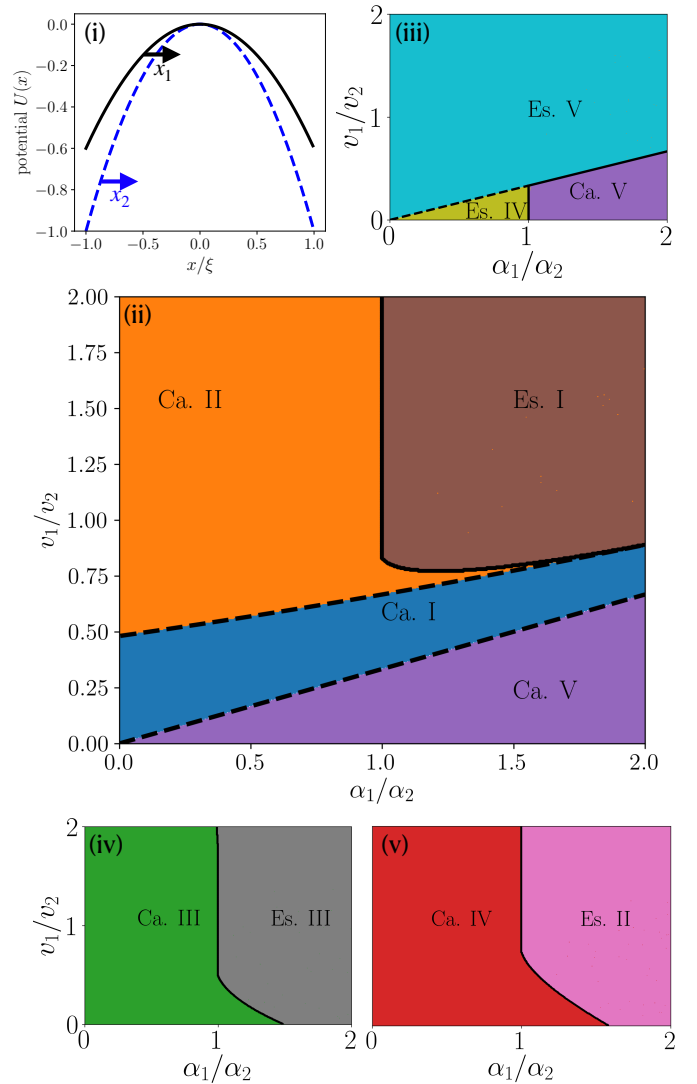 (i)
potential U(x)
0.0
−0.2
−0.4
−0.6
−0.8
−1.0
x₁
x₂
−1.0 −0.5 0.0 0.5 1.0
x/ξ
(iii)
v₁/v₂
2
1
0
Es. V
Ca. V
Es. IV
0 1 2
α₁/α₂
(ii)
v₁/v₂
2.00
1.75
1.50
1.25
1.00
0.75
0.50
0.25
0.00
Ca. II
Es. I
Ca. I
Ca. V
0.0 0.5 1.0 1.5 2.0
α₁/α₂
(iv)
v₁/v₂
2
1
0
Ca. III
Es. III
0 1 2
α₁/α₂
(v)
Ca. IV
Es. II
0 1 2
α₁/α₂